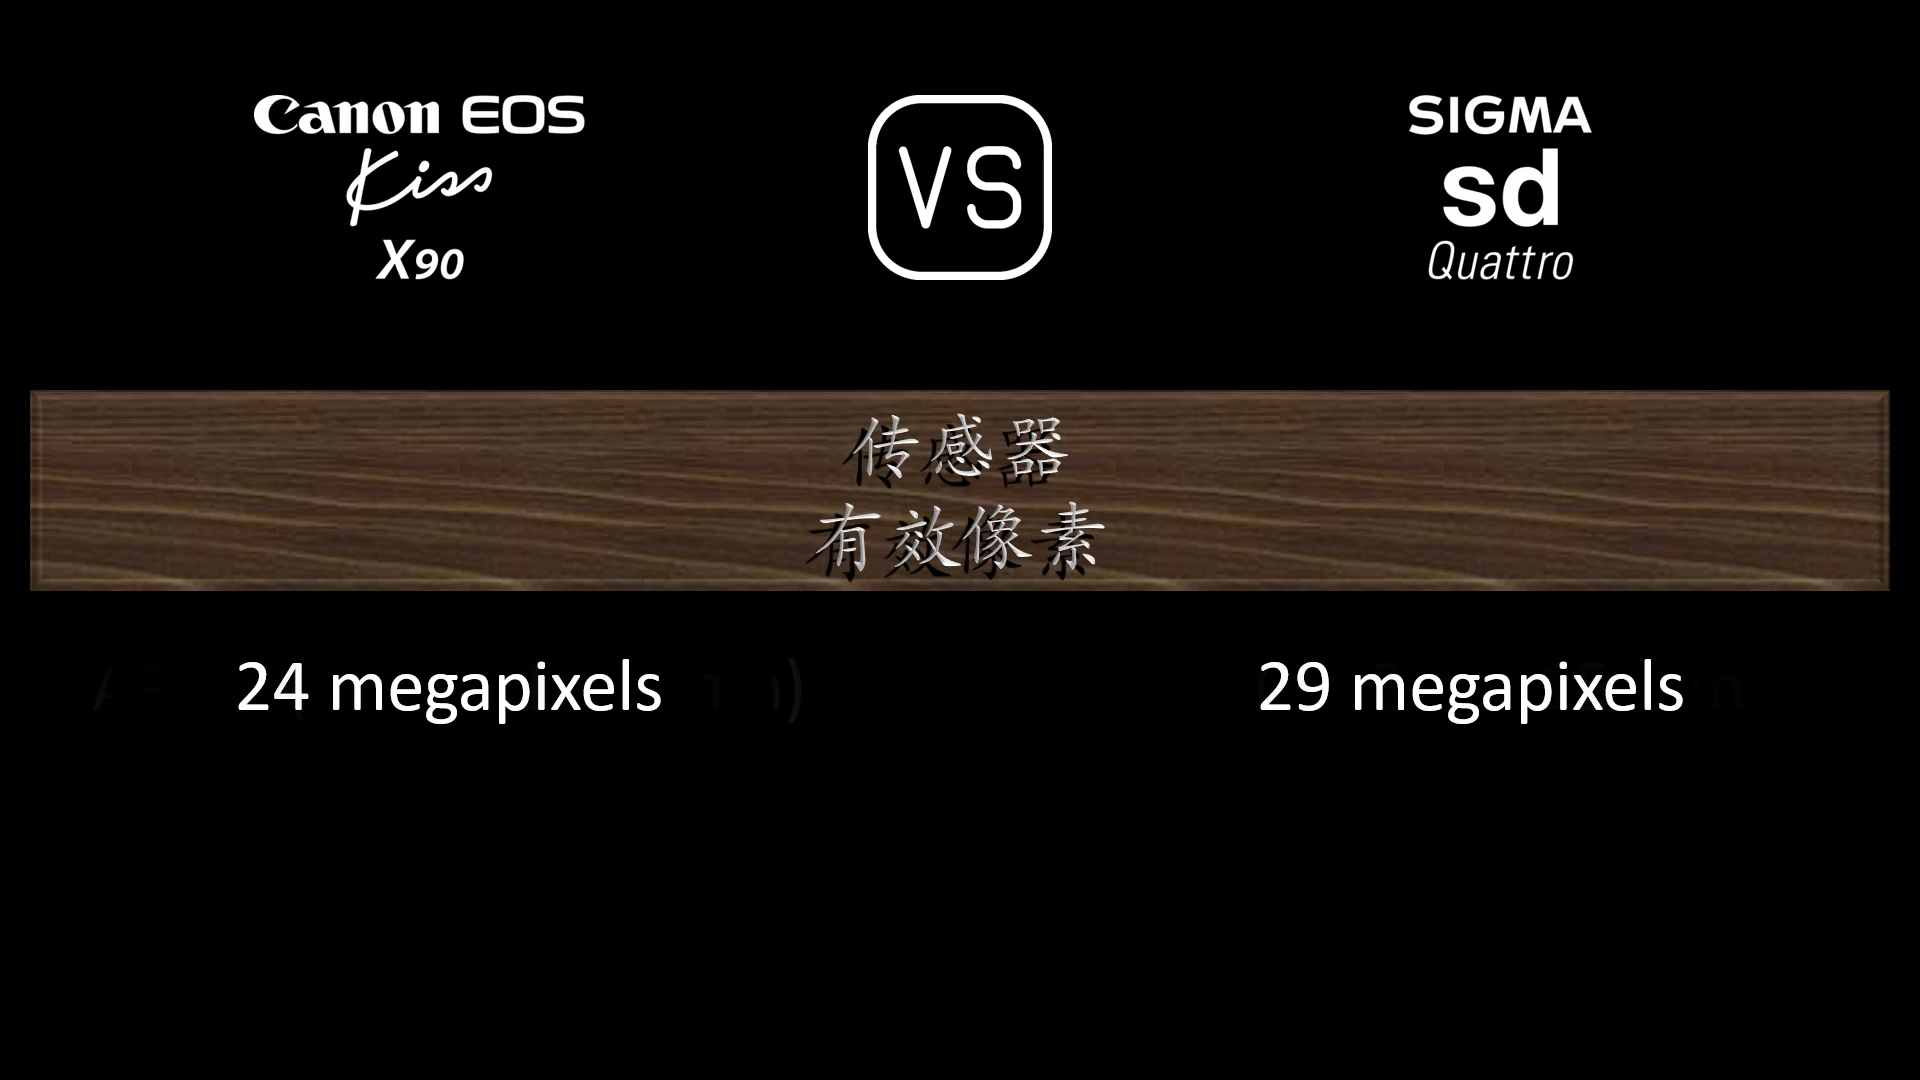 Canon EOS
Kiss
X90
VS
SIGMA
sd
Quattro
传感器
有效像素
24 megapixels
29 megapixels